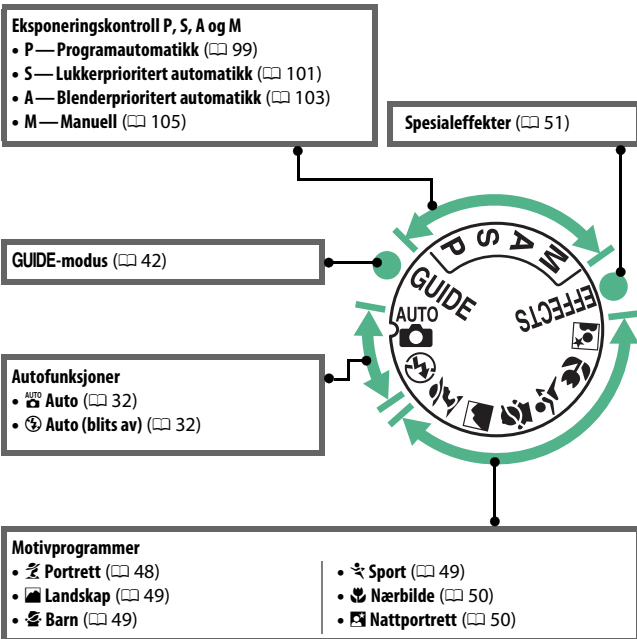 Eksponeringskontroll P, S, A og M
• P—Programautomatikk (📖 99)
• S—Lukkerprioritert automatikk (📖 101)
• A—Blenderprioritert automatikk (📖 103)
• M—Manuell (📖 105)
Spesialeffekter (📖 51)
GUIDE-modus (📖 42)
P S A M
GUIDE
EFFECTS
AUTO
Autofunksjoner
• AUTO Auto (📖 32)
• Auto (blits av) (📖 32)
Motivprogrammer
• Portrett (📖 48)
• Landskap (📖 49)
• Barn (📖 49)
• Sport (📖 49)
• Nærbilde (📖 50)
• Nattportrett (📖 50)